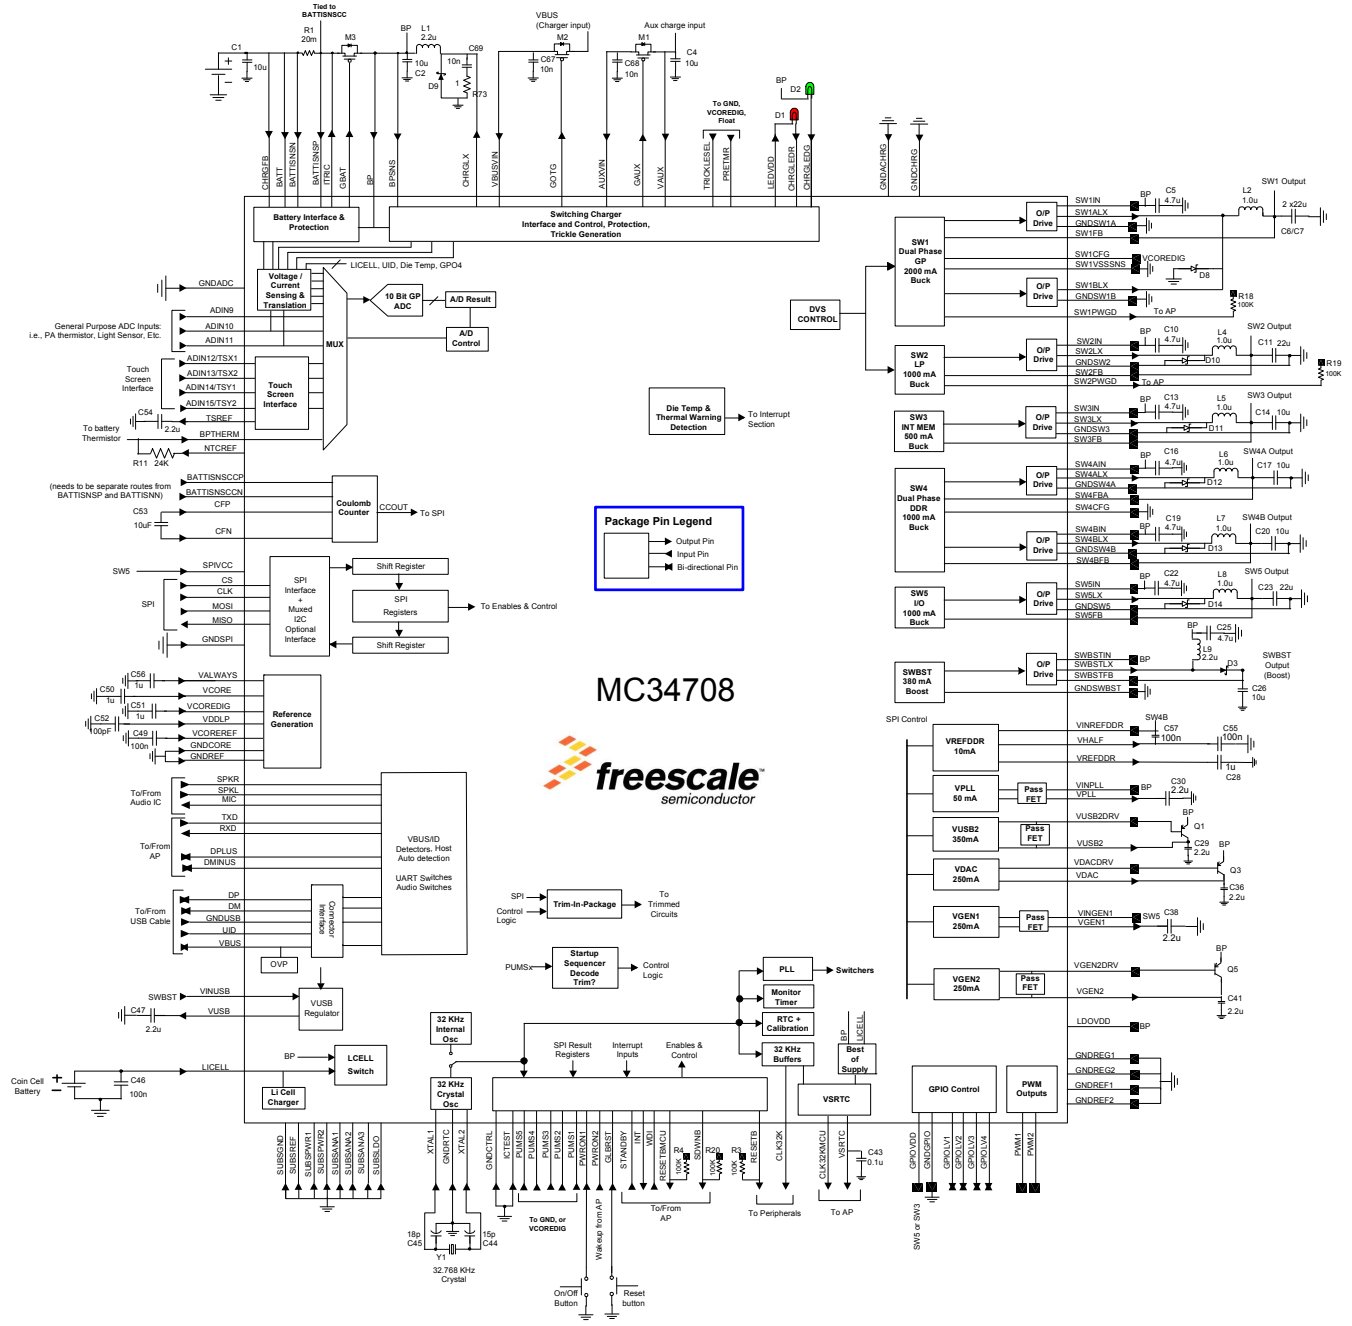 Tied to
BATTISNSCC
C1
10u
R1
20m
M3
BP
L1
2.2u
10u
C2
D9
C69
10n
1
R73
VBUS
(Charger input)
M2
C67
10n
Aux charge input
M1
C68
10n
C4
10u
To GND,
VCOREDIG,
Float
BP
D2
D1
CHRGFB
BATT
BATTISNSN
BATTISNSP
ITRIC
GBAT
BP
BPSNS
CHRGLX
VBUSVIN
GOTG
AUXVIN
GAUX
VAUX
TRICKLESEL
PRETMR
LEDVDD
CHRGLEDR
CHRGLEDG
GNDACHRG
GNDCHRG
Battery Interface &
Protection
Switching Charger
Interface and Control, Protection,
Trickle Generation
LICELL, UID, Die Temp, GPO4
Voltage /
Current
Sensing &
Translation
MUX
10 Bit GP
ADC
A/D Result
A/D
Control
Touch
Screen
Interface
GNDADC
General Purpose ADC Inputs:
i.e., PA thermistor, Light Sensor, Etc.
ADIN9
ADIN10
ADIN11
Touch
Screen
Interface
ADIN12/TSX1
ADIN13/TSX2
ADIN14/TSY1
ADIN15/TSY2
C54
2.2u
TSREF
To battery
Thermistor
BPTHERM
NTCREF
R11
24K
BATTISNSCCP
(needs to be separate routes from
BATTISNSP and BATTISNN)
BATTISNSCCN
CFP
C53
10uF
CFN
Coulomb
Counter
CCOUT
To SPI
SW5
SPIVCC
SPI
CS
CLK
MOSI
MISO
GNDSPI
SPI
Interface
+
Muxed
I2C
Optional
Interface
Shift Register
SPI
Registers
Shift Register
To Enables & Control
C56
1u
VALWAYS
C50
1u
VCORE
C51
1u
VCOREDIG
C52
100pF
VDDLP
C49
100n
VCOREREF
GNDCORE
GNDREF
Reference
Generation
To/From
Audio IC
SPKR
SPKL
MIC
To/From
AP
TXD
RXD
DPLUS
DMINUS
VBUS/ID
Detectors, Host
Auto detection
UART Switches
Audio Switches
To/From
USB Cable
DP
DM
GNDUSB
UID
VBUS
Connector
Interface
OVP
SWBST
VINUSB
C47
2.2u
VUSB
VUSB
Regulator
BP
LCELL
Switch
LICELL
Coin Cell
Battery
C46
100n
Li Cell
Charger
Die Temp &
Thermal Warning
Detection
To Interrupt
Section
Package Pin Legend
Output Pin
Input Pin
Bi-directional Pin
MC34708
freescale™
semiconductor
SPI
Control
Logic
Trim-In-Package
To
Trimmed
Circuits
PUMSx
Startup
Sequencer
Decode
Trim?
Control
Logic
PLL
Switchers
Monitor
Timer
RTC +
Calibration
32 KHz
Buffers
32 KHz
Internal
Osc
32 KHz
Crystal
Osc
SPI Result
Registers
Interrupt
Inputs
Enables &
Control
BP
LICELL
Best
of
Supply
VSRTC
GPIO Control
PWM
Outputs
DVS
CONTROL
SW1
Dual Phase
GP
2000 mA
Buck
O/P
Drive
O/P
Drive
SW1IN
SW1ALX
GNDSW1A
SW1FB
SW1CFG
VCOREDIG
SW1VSSSNS
SW1BLX
GNDSW1B
SW1PWGD
BP
C5
4.7u
L2
1.0u
SW1 Output
2 x22u
C6/C7
D8
R18
100K
To AP
SW2
LP
1000 mA
Buck
O/P
Drive
SW2IN
SW2LX
GNDSW2
SW2FB
SW2PWGD
BP
C10
4.7u
L4
1.0u
SW2 Output
C11
22u
D10
To AP
R19
100K
SW3
INT MEM
500 mA
Buck
O/P
Drive
SW3IN
SW3LX
GNDSW3
SW3FB
BP
C13
4.7u
L5
1.0u
SW3 Output
C14
10u
D11
SW4
Dual Phase
DDR
1000 mA
Buck
O/P
Drive
SW4AIN
SW4ALX
GNDSW4A
SW4FBA
SW4CFG
BP
C16
4.7u
L6
1.0u
SW4A Output
C17
10u
D12
O/P
Drive
SW4BIN
SW4BLX
GNDSW4B
SW4BFB
BP
C19
4.7u
L7
1.0u
SW4B Output
C20
10u
D13
SW5
I/O
1000 mA
Buck
O/P
Drive
SW5IN
SW5LX
GNDSW5
SW5FB
BP
C22
4.7u
L8
1.0u
SW5 Output
C23
22u
D14
SWBST
380 mA
Boost
O/P
Drive
SWBSTIN
SWBSTLX
SWBSTFB
GNDSWBST
BP
BP
C25
4.7u
L9
2.2u
D3
SWBST
Output
(Boost)
C26
10u
SPI Control
VREFDDR
10mA
VINREFDDR
VHALF
VREFDDR
SW4B
C57
100n
C55
100n
1u
C28
VPLL
50 mA
Pass
FET
VINPLL
VPLL
BP
C30
2.2u
VUSB2
350mA
Pass
FET
VUSB2DRV
VUSB2
BP
Q1
C29
2.2u
VDAC
250mA
VDACDRV
VDAC
BP
Q3
C36
2.2u
VGEN1
250mA
Pass
FET
VINGEN1
VGEN1
SW5
C38
2.2u
VGEN2
250mA
Pass
FET
VGEN2DRV
VGEN2
BP
Q5
C41
2.2u
LDOVDD
BP
GNDREG1
GNDREG2
GNDREF1
GNDREF2
SUBSGND
SUBSREF
SUBSPWR1
SUBSPWR2
SUBSANA1
SUBSANA2
SUBSANA3
SUBSLDO
XTAL1
GNDRTC
XTAL2
GNDCTRL
ICTEST
PUMS5
PUMS4
PUMS3
PUMS2
PUMS1
PWRON1
PWRON2
GLBRST
STANDBY
INT
WDI
RESETBMCU
R4
100K
SDWNB
R20
100K
R3
100K
RESETB
CLK32K
CLK32KMCU
VSRTC
C43
0.1u
GPIOVDD
GNDGPIO
GPIOLV1
GPIOLV2
GPIOLV3
GPIOLV4
PWM1
PWM2
SW5 or SW3
18p
C45
15p
C44
Y1
32.768 KHz
Crystal
To GND, or
VCOREDIG
Wakeup from AP
To/From
AP
To Peripherals
To AP
On/Off
Button
Reset
button